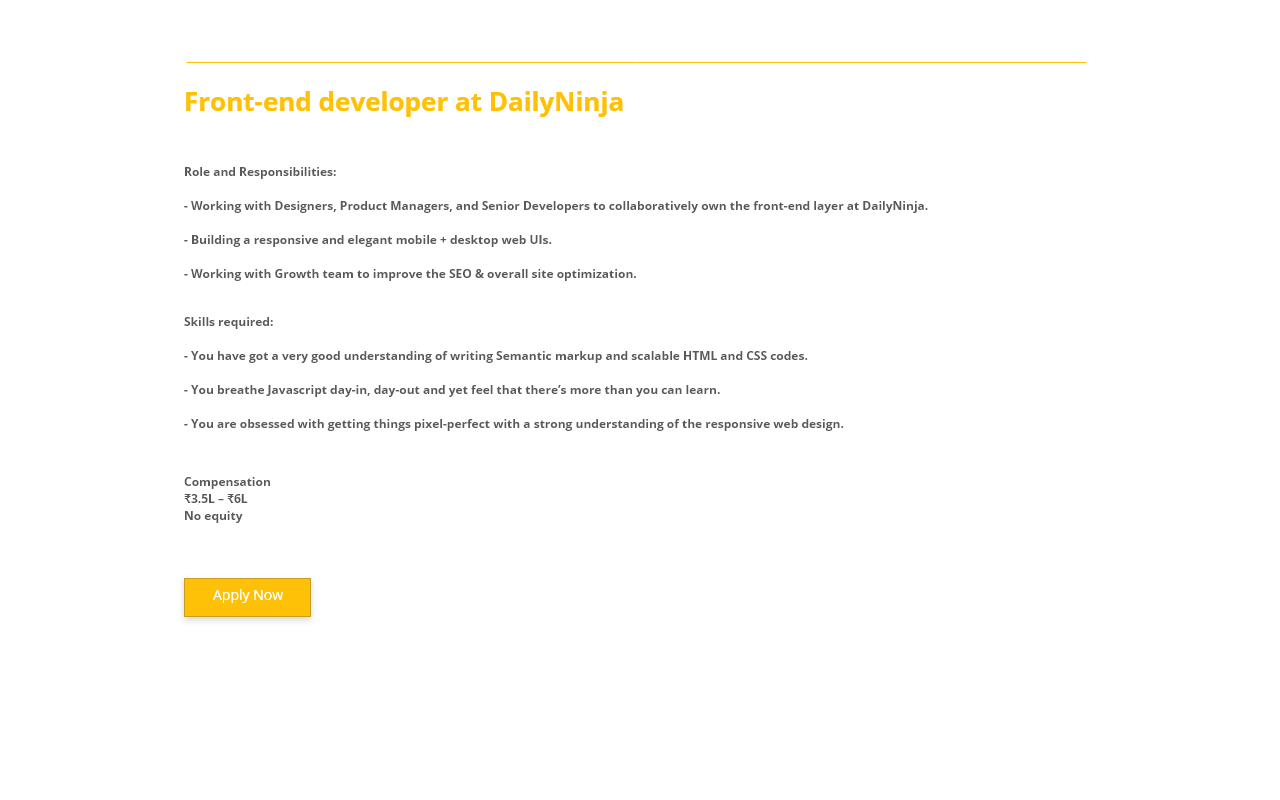 Front-end developer at DailyNinja
Role and Responsibilities:
- Working with Designers, Product Managers, and Senior Developers to collaboratively own the front-end layer at DailyNinja.
- Building a responsive and elegant mobile + desktop web UIs.
- Working with Growth team to improve the SEO & overall site optimization.
Skills required:
- You have got a very good understanding of writing Semantic markup and scalable HTML and CSS codes.
- You breathe Javascript day-in, day-out and yet feel that there’s more than you can learn.
- You are obsessed with getting things pixel-perfect with a strong understanding of the responsive web design.
Compensation
₹3.5L – ₹6L
No equity
Apply Now